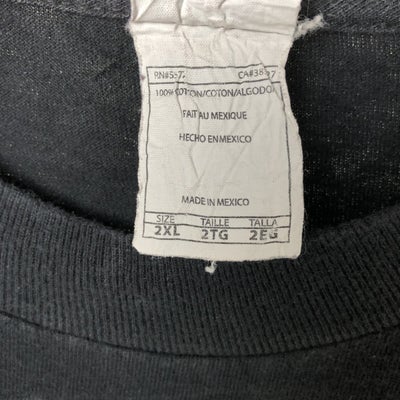 100% COTTON/COTON/ALGODON
FAIT AU MEXIQUE
HECHO EN MEXICO
MADE IN MEXICO
SIZE TAILLE TALLA
2XL 2TG 2EG